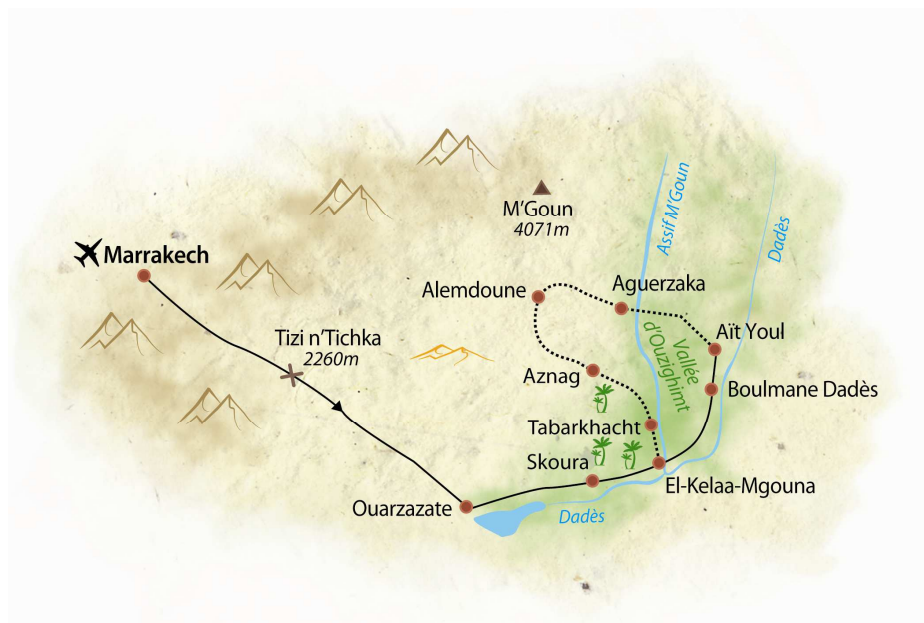 M'Goun
4071m
Assif M'Goun
Dadès
Marrakech
Alemdoune
Aguerzaka
Tizi n'Tichka
2260m
Vallée
d'Ouzighimt
Aït Youl
Aznag
Boulmane Dadès
Tabarkhacht
Skoura
El-Kelaa-Mgouna
Ouarzazate
Dadès